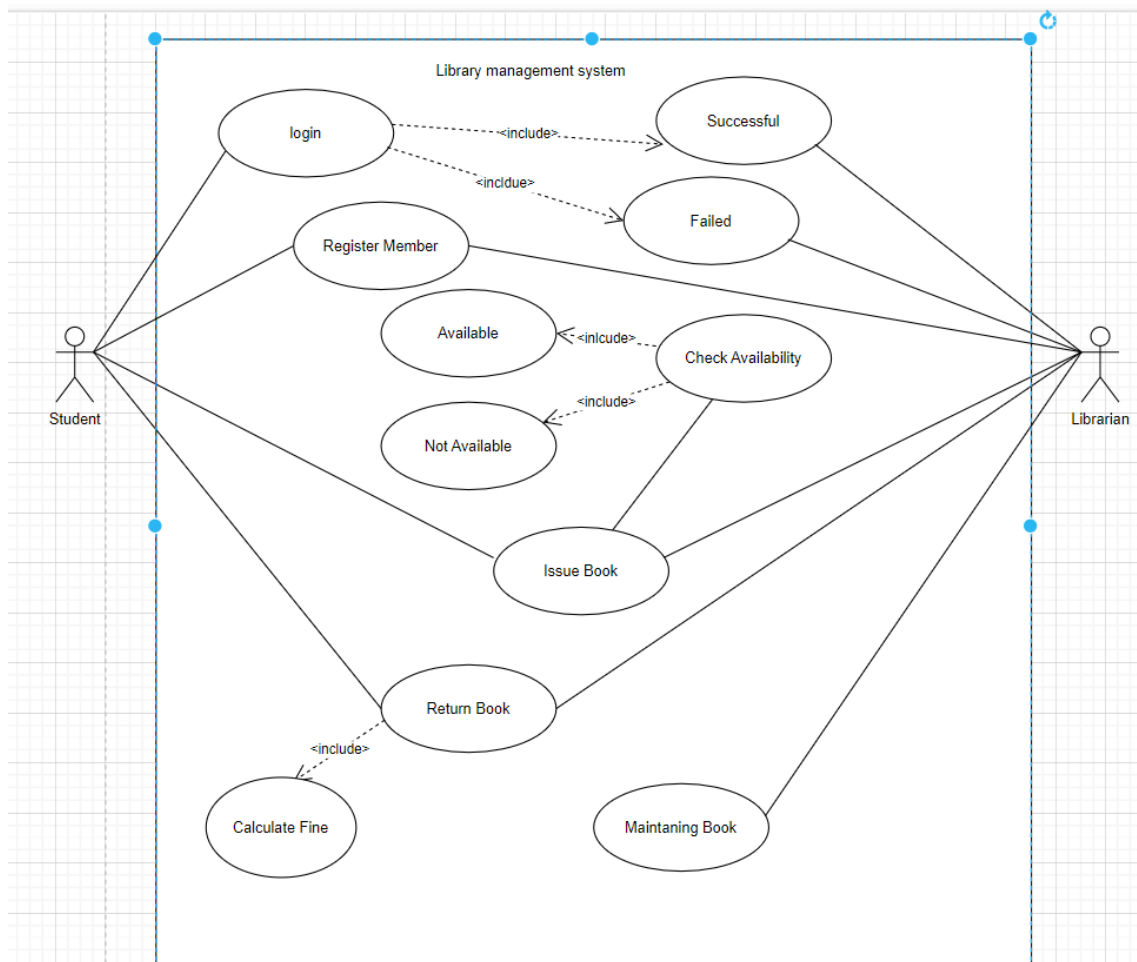 Library management system
login
<include>
Successful
<incldue>
Failed
Register Member
Available
<inlcude>
Check Availability
<include>
Not Available
Student
Librarian
Issue Book
Return Book
<include>
Calculate Fine
Maintaning Book